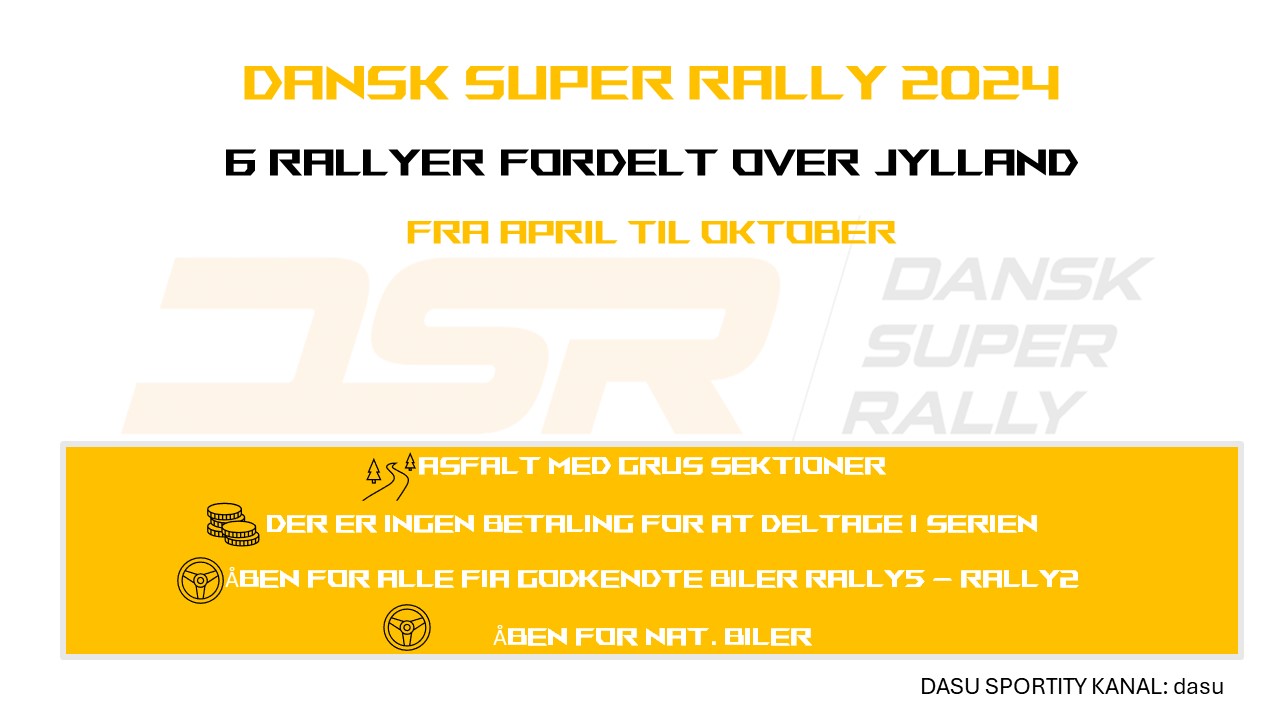 DANSK SUPER RALLY 2024
6 RALLYER FORDELT OVER JYLLAND
FRA APRIL TIL OKTOBER
DSR
DANSK
SUPER
RALLY
ASFALT MED GRUS SEKTIONER
DER ER INGEN BETALING FOR AT DELTAGE I SERIEN
ÅBEN FOR ALLE FIA GODKENDTE BILER RALLY5 – RALLY2
ÅBEN FOR NAT. BILER
DASU SPORTITY KANAL: dasu